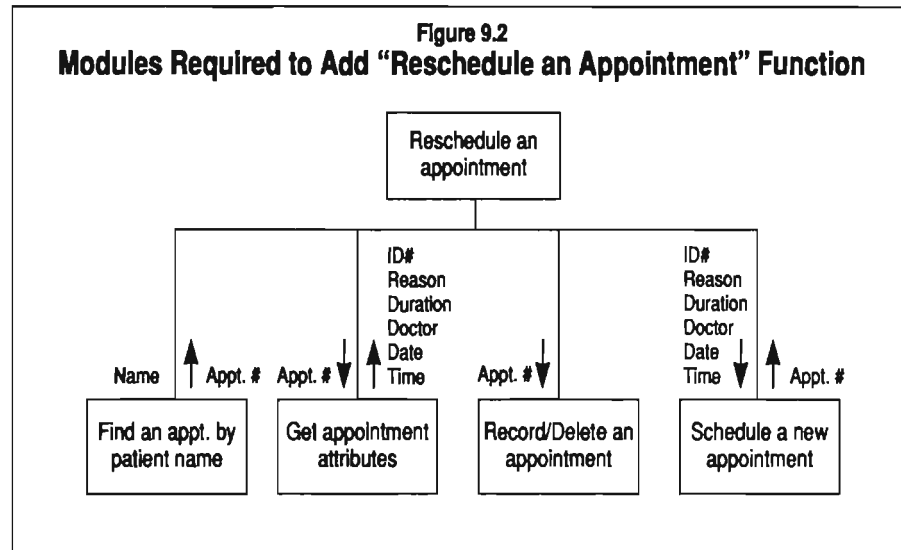 Figure 9.2
Modules Required to Add “Reschedule an Appointment” Function
Reschedule an
appointment
Name
Appt. #
Find an appt. by
patient name
Appt. #
ID#
Reason
Duration
Doctor
Date
Time
Get appointment
attributes
Appt. #
Record/Delete an
appointment
ID#
Reason
Duration
Doctor
Date
Time
Appt. #
Schedule a new
appointment